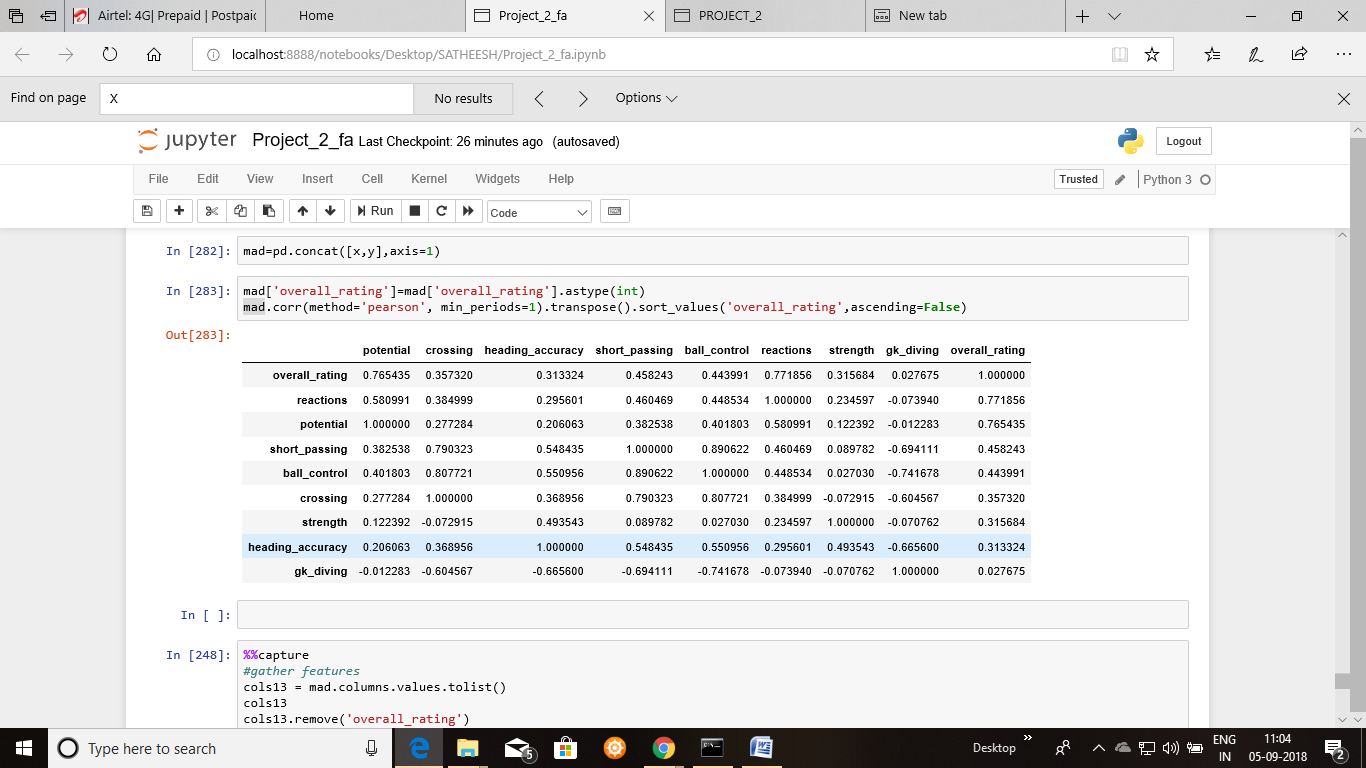 Airtel: 4G| Prepaid | Postpaid
Home
Project_2_fa
PROJECT_2
New tab
localhost:8888/notebooks/Desktop/SATHEESH/Project_2_fa.ipynb
Find on page
X
No results
Options
jupyter Project_2_fa Last Checkpoint: 26 minutes ago (autosaved)
Logout
File Edit View Insert Cell Kernel Widgets Help
Trusted
Python 3
Run
Code
In [282]: mad=pd.concat([x,y],axis=1)
In [283]: mad['overall_rating']=mad['overall_rating'].astype(int)
mad.corr(method='pearson', min_periods=1).transpose().sort_values('overall_rating',ascending=False)
Out[283]:
potential crossing heading_accuracy short_passing ball_control reactions strength gk_diving overall_rating
overall_rating 0.765435 0.357320 0.313324 0.458243 0.443991 0.771856 0.315684 0.027675 1.000000
reactions 0.580991 0.384999 0.295601 0.460469 0.448534 1.000000 0.234597 -0.073940 0.771856
potential 1.000000 0.277284 0.206063 0.382538 0.401803 0.580991 0.122392 -0.012283 0.765435
short_passing 0.382538 0.790323 0.548435 1.000000 0.890622 0.460469 0.089782 -0.694111 0.458243
ball_control 0.401803 0.807721 0.550956 0.890622 1.000000 0.448534 0.027030 -0.741678 0.443991
crossing 0.277284 1.000000 0.368956 0.790323 0.807721 0.384999 -0.072915 -0.604567 0.357320
strength 0.122392 -0.072915 0.493543 0.089782 0.027030 0.234597 1.000000 -0.070762 0.315684
heading_accuracy 0.206063 0.368956 1.000000 0.548435 0.550956 0.295601 0.493543 -0.665600 0.313324
gk_diving -0.012283 -0.604567 -0.665600 -0.694111 -0.741678 -0.073940 -0.070762 1.000000 0.027675
In [ ]:
In [248]: %%capture
#gather features
cols13 = mad.columns.values.tolist()
cols13
cols13.remove('overall_rating')
Type here to search
5
Desktop
ENG
IN
11:04
05-09-2018
2